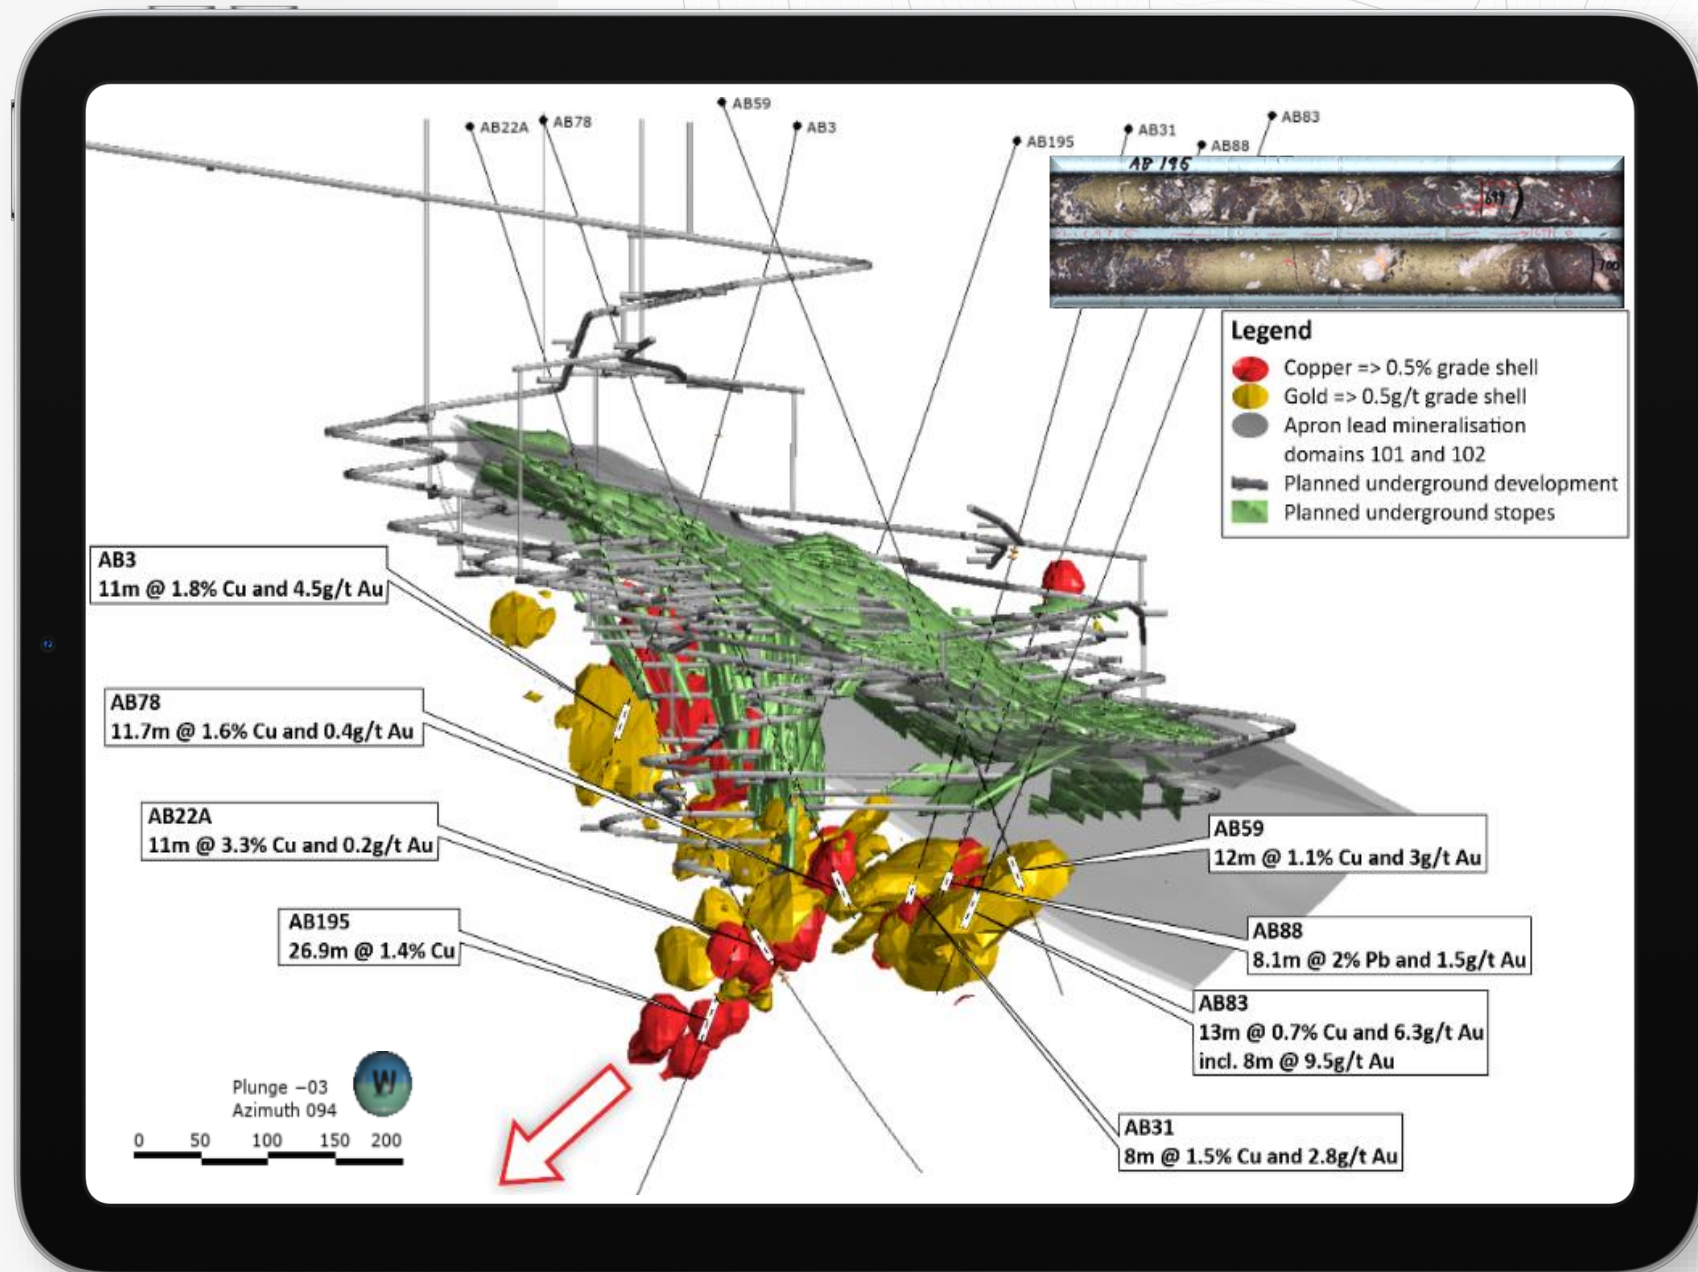 AB59
AB22A
AB78
AB3
AB195
AB31
AB88
AB83
AB 195
699
700
Legend
Copper => 0.5% grade shell
Gold => 0.5g/t grade shell
Apron lead mineralisation
domains 101 and 102
Planned underground development
Planned underground stopes
AB3
11m @ 1.8% Cu and 4.5g/t Au
AB78
11.7m @ 1.6% Cu and 0.4g/t Au
AB22A
11m @ 3.3% Cu and 0.2g/t Au
AB195
26.9m @ 1.4% Cu
AB59
12m @ 1.1% Cu and 3g/t Au
AB88
8.1m @ 2% Pb and 1.5g/t Au
AB83
13m @ 0.7% Cu and 6.3g/t Au
incl. 8m @ 9.5g/t Au
AB31
8m @ 1.5% Cu and 2.8g/t Au
W
Plunge −03
Azimuth 094
0 50 100 150 200